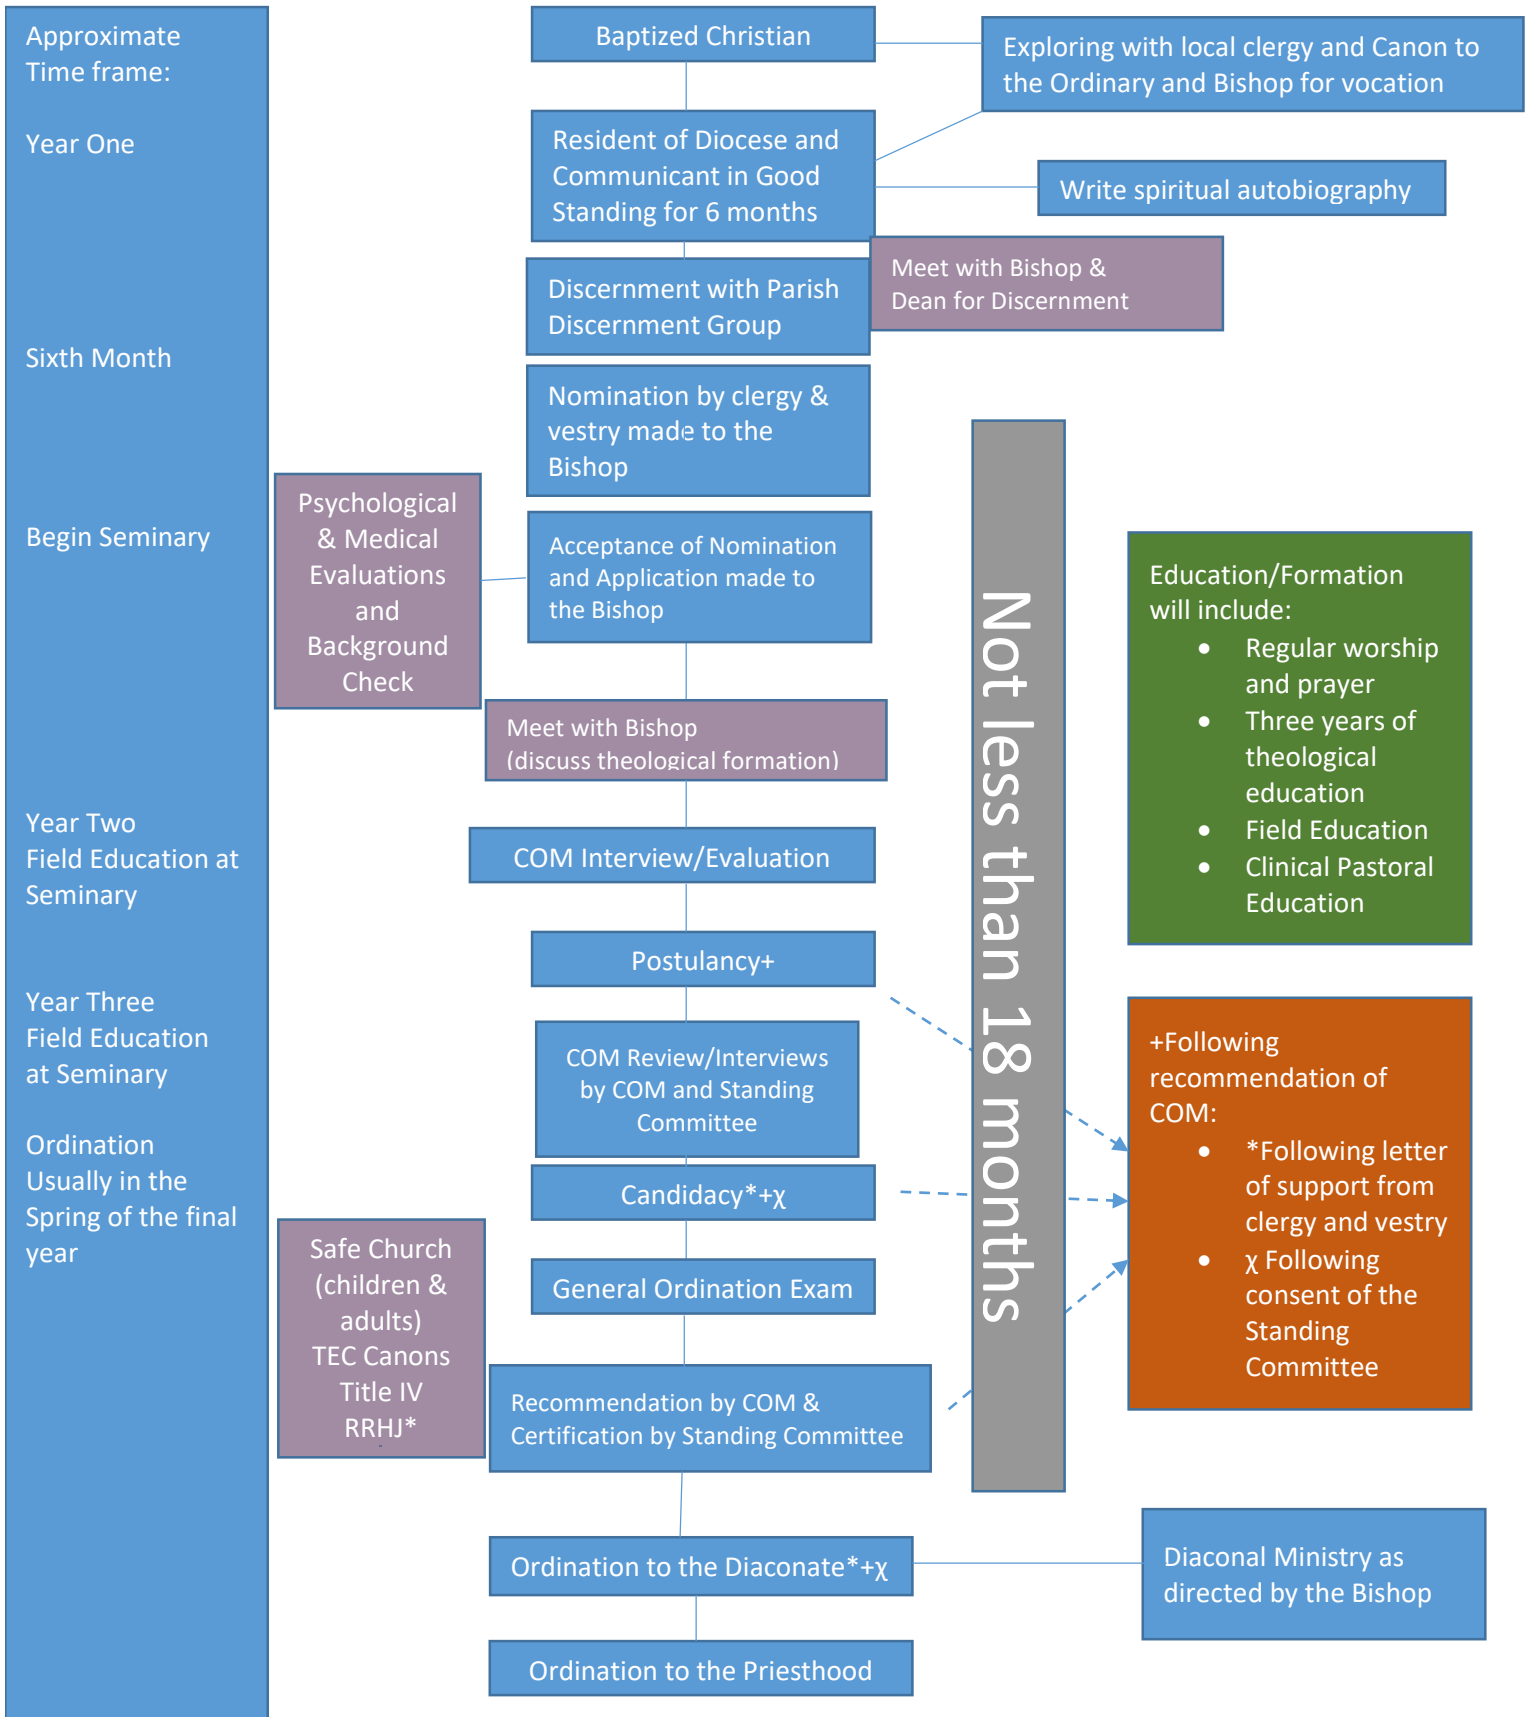 Approximate
Time frame:
Year One
Sixth Month
Begin Seminary
Year Two
Field Education at
Seminary
Year Three
Field Education
at Seminary
Ordination
Usually in the
Spring of the final
year
Baptized Christian
Exploring with local clergy and Canon to
the Ordinary and Bishop for vocation
Resident of Diocese and
Communicant in Good
Standing for 6 months
Write spiritual autobiography
Meet with Bishop &
Dean for Discernment
Discernment with Parish
Discernment Group
Nomination by clergy &
vestry made to the
Bishop
Psychological
& Medical
Evaluations
and
Background
Check
Acceptance of Nomination
and Application made to
the Bishop
Meet with Bishop
(discuss theological formation)
COM Interview/Evaluation
Postulancy+
COM Review/Interviews
by COM and Standing
Committee
Candidacy*+χ
General Ordination Exam
Safe Church
(children &
adults)
TEC Canons
Title IV
RRHJ*
Recommendation by COM &
Certification by Standing Committee
Ordination to the Diaconate*+χ
Ordination to the Priesthood
Not less than 18 months
Education/Formation
will include:
• Regular worship
and prayer
• Three years of
theological
education
• Field Education
• Clinical Pastoral
Education
+Following
recommendation of
COM:
• *Following letter
of support from
clergy and vestry
• χ Following
consent of the
Standing
Committee
Diaconal Ministry as
directed by the Bishop